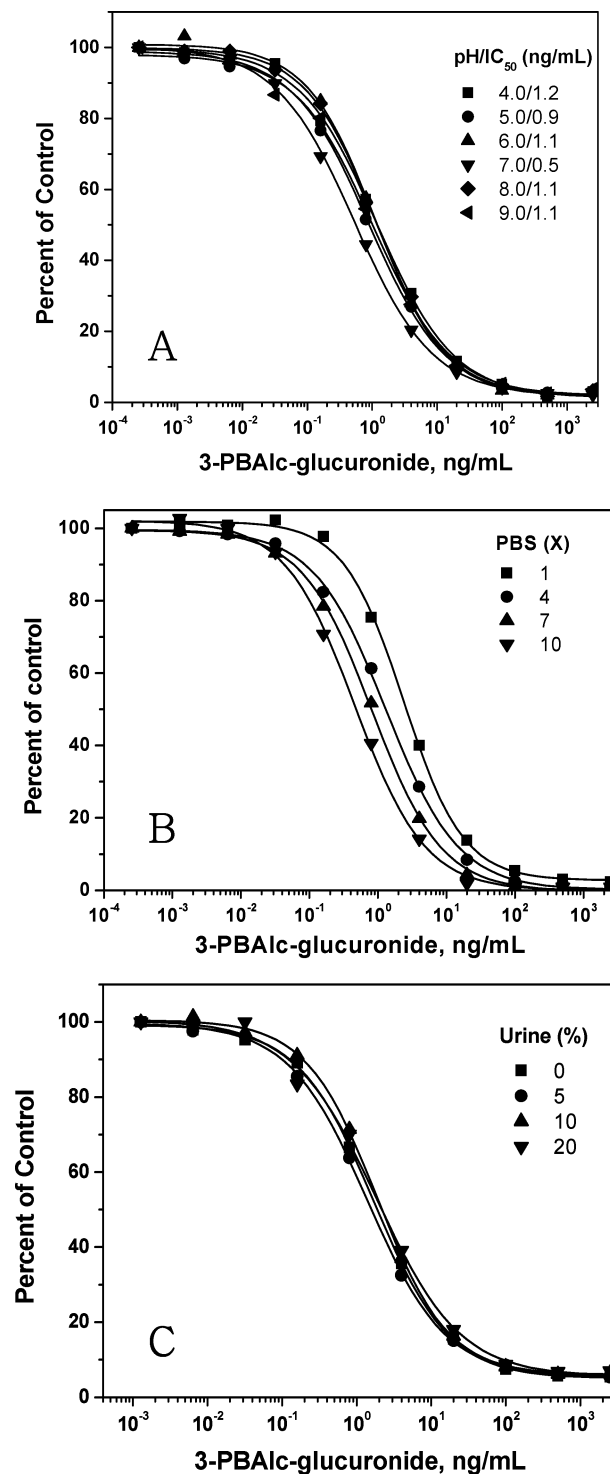 pH/IC50 (ng/mL)
4.0/1.2
5.0/0.9
6.0/1.1
7.0/0.5
8.0/1.1
9.0/1.1
Percent of Control
100
80
60
40
20
0
A
10-4 10-3 10-2 10-1 100 101 102 103
3-PBAlc-glucuronide, ng/mL
PBS (X)
1
4
7
10
Percent of control
100
80
60
40
20
0
B
10-4 10-3 10-2 10-1 100 101 102 103
3-PBAlc-glucuronide, ng/mL
Urine (%)
0
5
10
20
Percent of Control
100
80
60
40
20
0
C
10-3 10-2 10-1 100 101 102 103
3-PBAlc-glucuronide, ng/mL